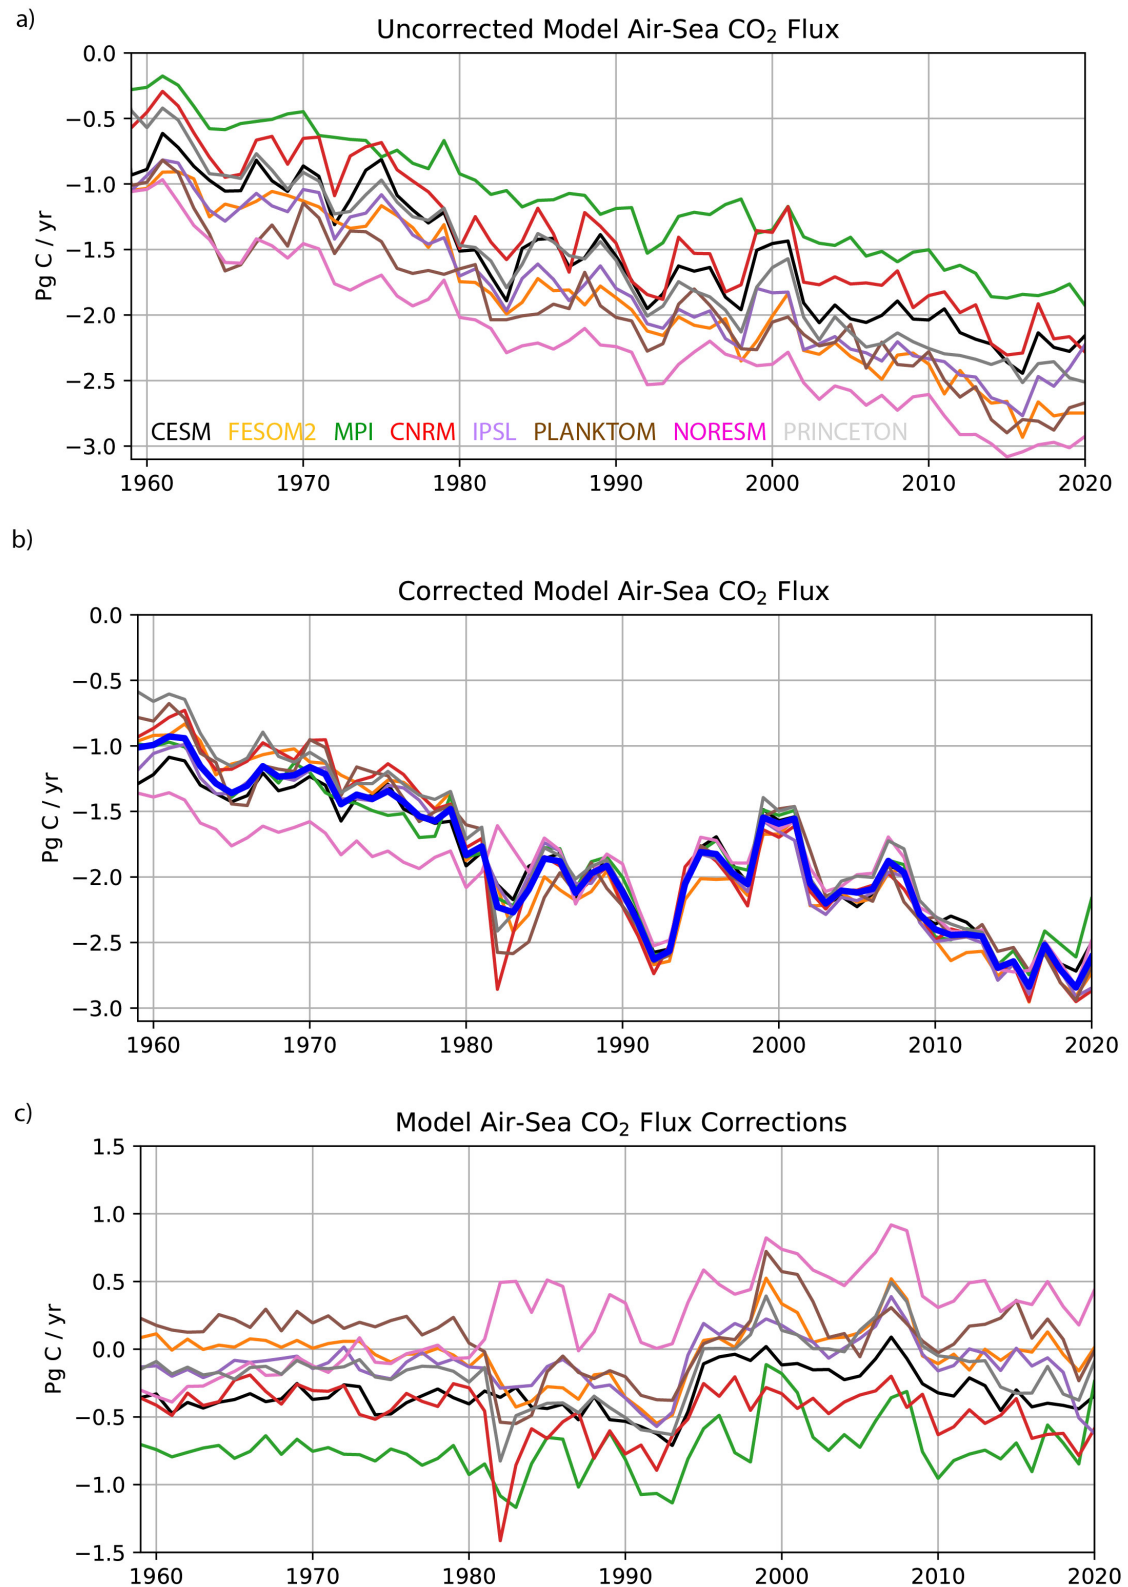 a)
Uncorrected Model Air-Sea CO2 Flux
0.0
−0.5
−1.0
−1.5
−2.0
−2.5
−3.0
Pg C / yr
CESM FESOM2 MPI CNRM IPSL PLANKTOM NORESM PRINCETON
1960 1970 1980 1990 2000 2010 2020
b)
Corrected Model Air-Sea CO2 Flux
0.0
−0.5
−1.0
−1.5
−2.0
−2.5
−3.0
Pg C / yr
1960 1970 1980 1990 2000 2010 2020
c)
Model Air-Sea CO2 Flux Corrections
1.5
1.0
0.5
0.0
−0.5
−1.0
−1.5
Pg C / yr
1960 1970 1980 1990 2000 2010 2020